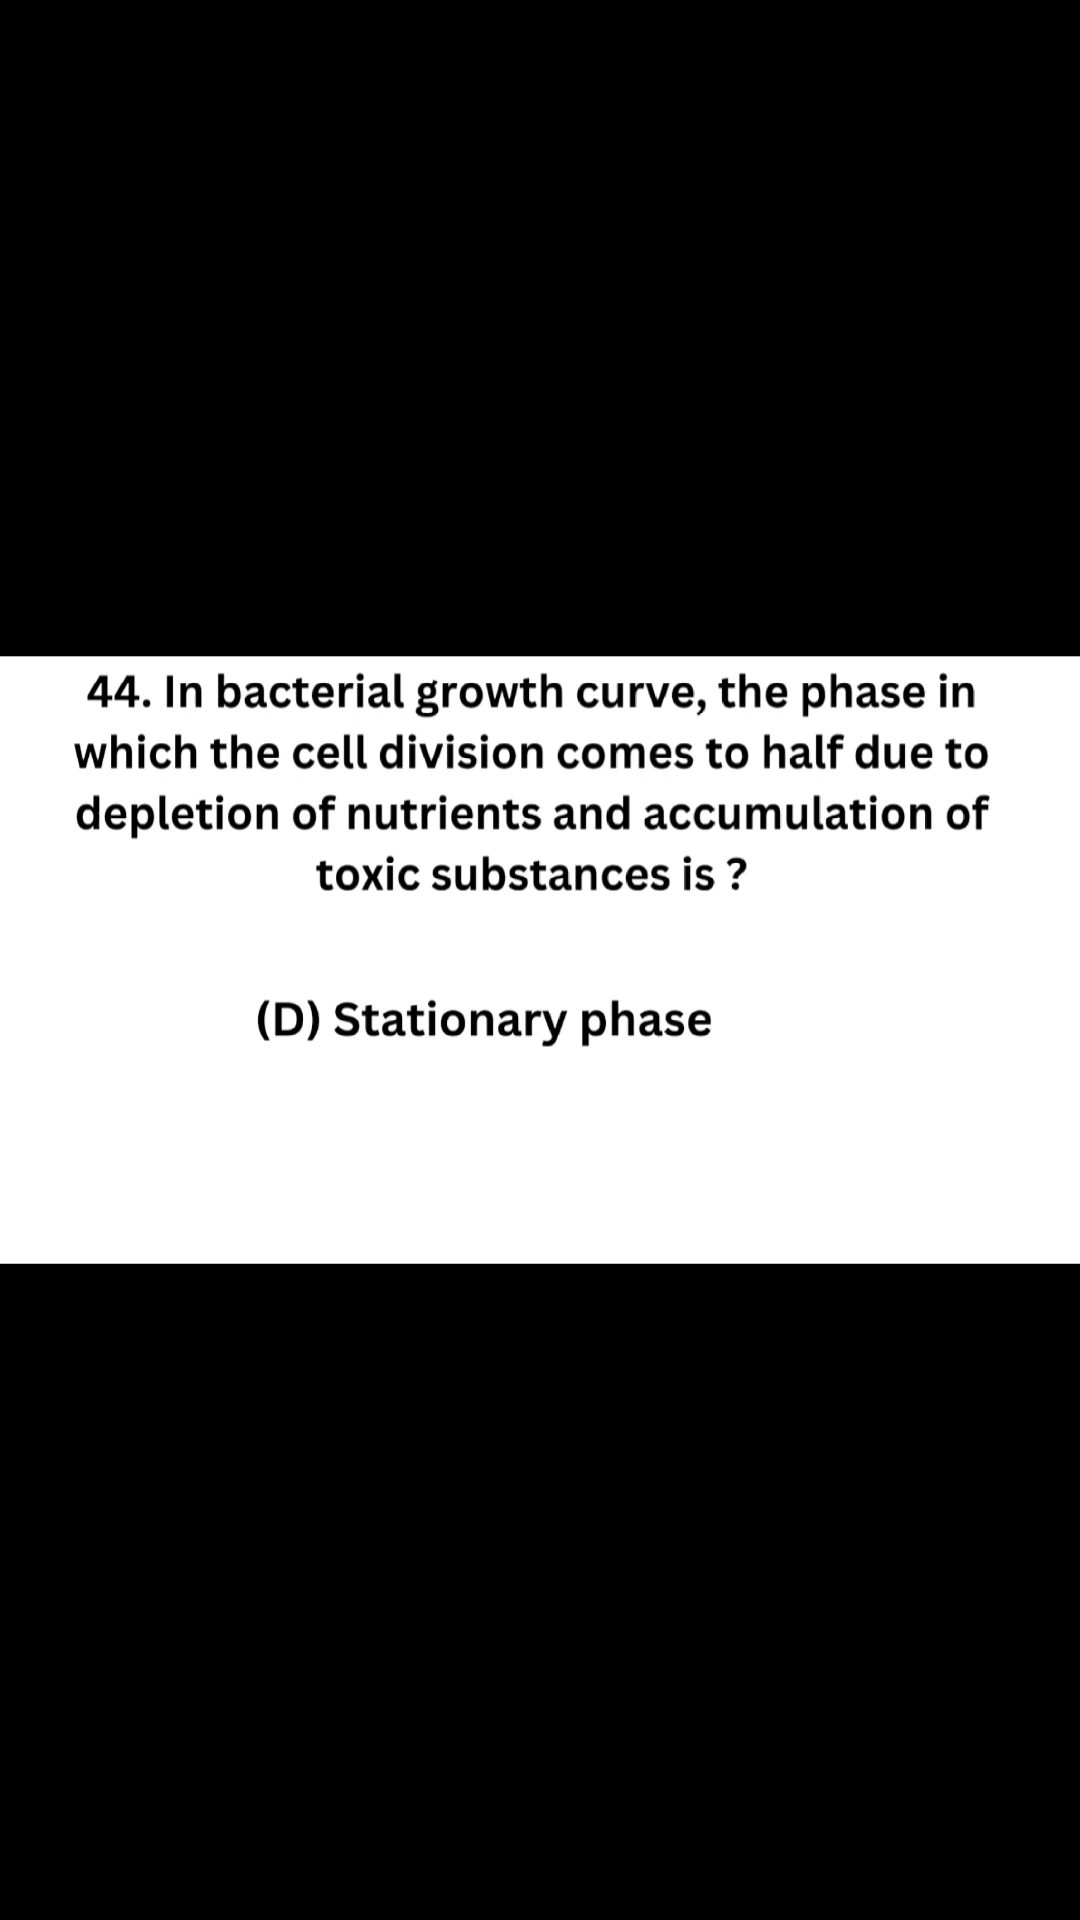 44. In bacterial growth curve, the phase in
which the cell division comes to half due to
depletion of nutrients and accumulation of
toxic substances is ?
(D) Stationary phase